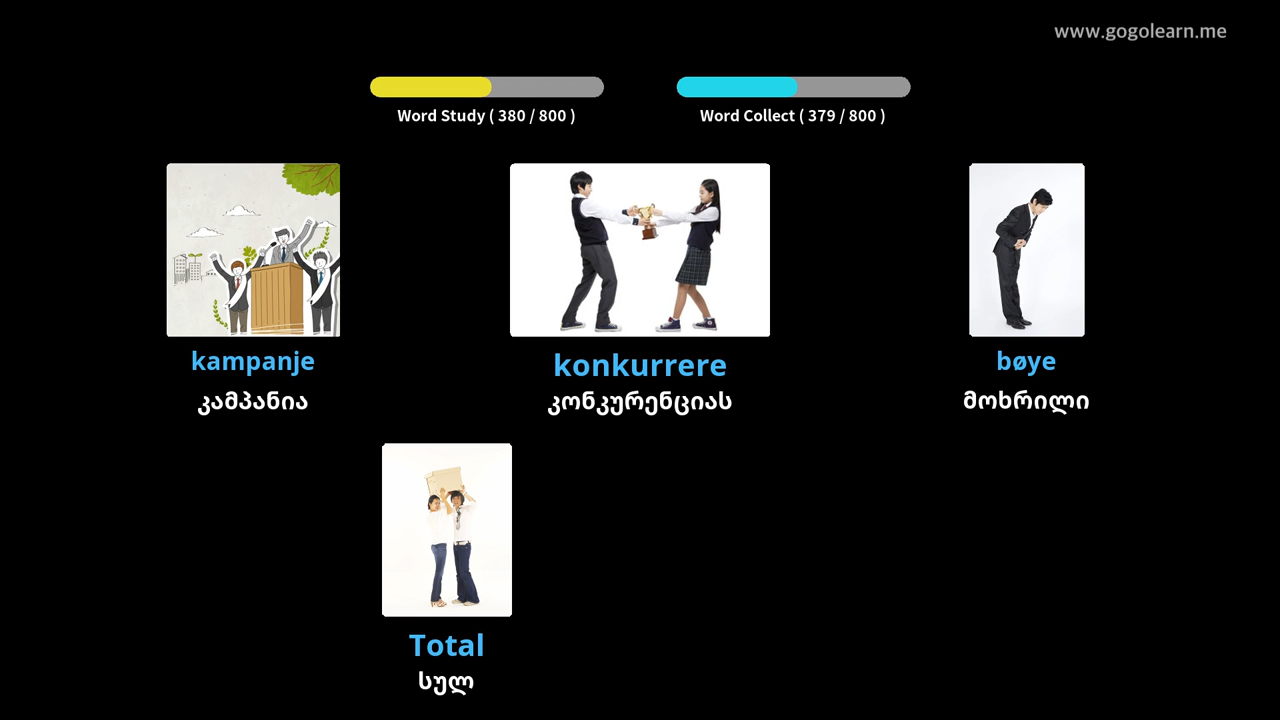 www.gogolearn.me
Word Study ( 380 / 800 )
Word Collect ( 379 / 800 )
kampanje
კამპანია
konkurrere
კონკურენციას
bøye
მოხრილი
Total
სულ